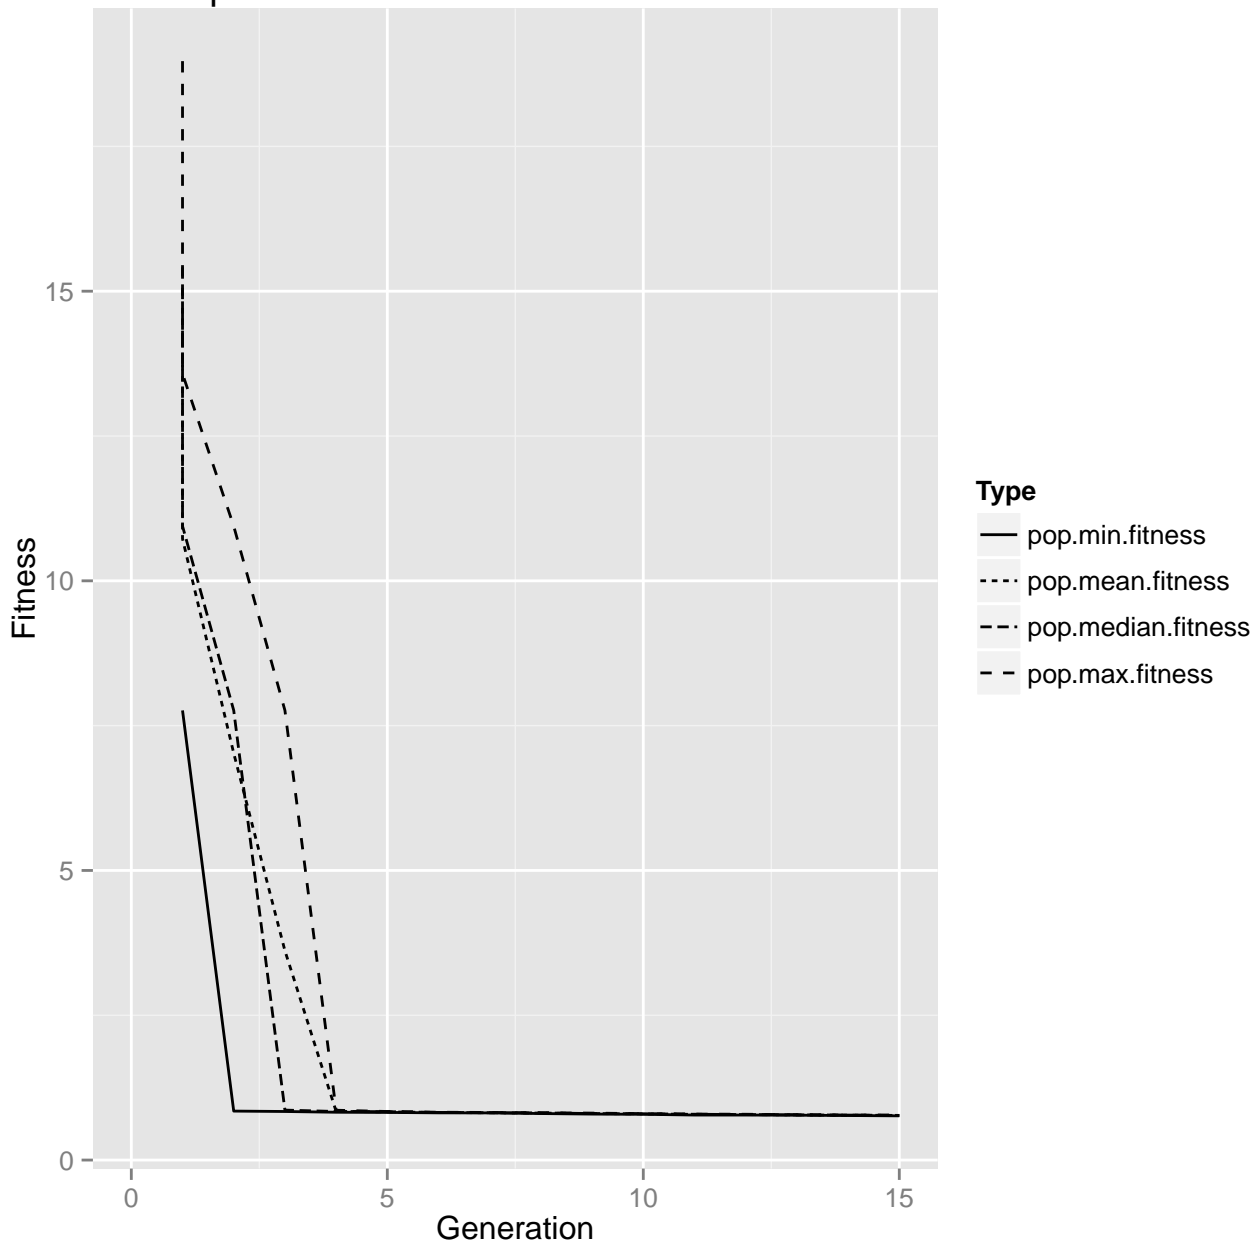 Fitness
15
10
5
0
0 5 10 15
Generation
Type
pop.min.fitness
pop.mean.fitness
pop.median.fitness
pop.max.fitness